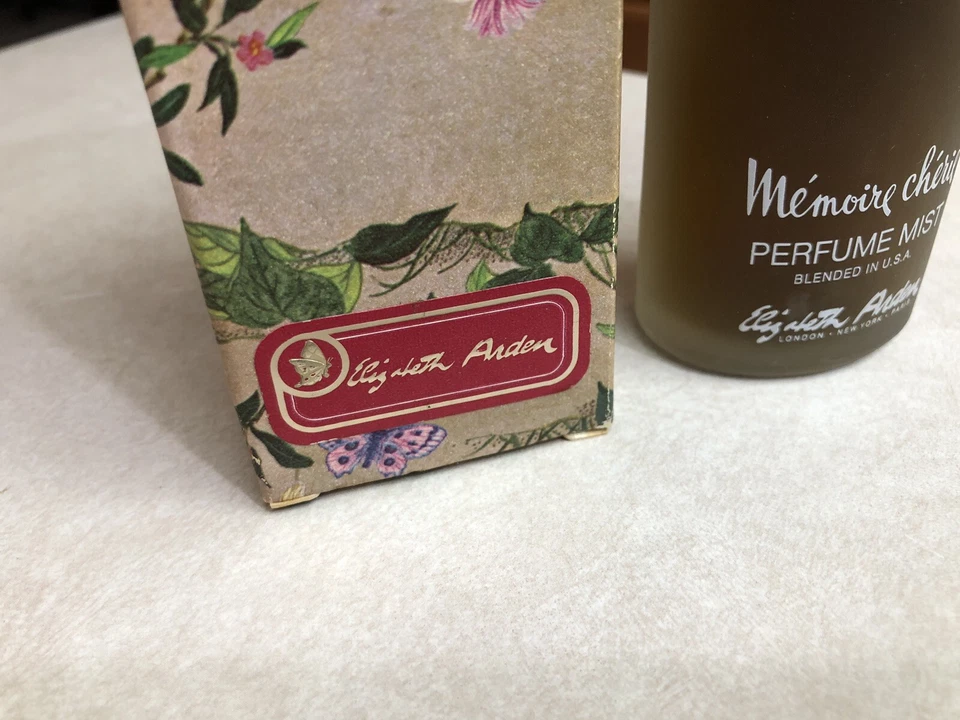 Elizabeth Arden
Mémoire chérie
PERFUME MIST
BLENDED IN U.S.A.
Elizabeth Arden
LONDON • NEW YORK • PARIS